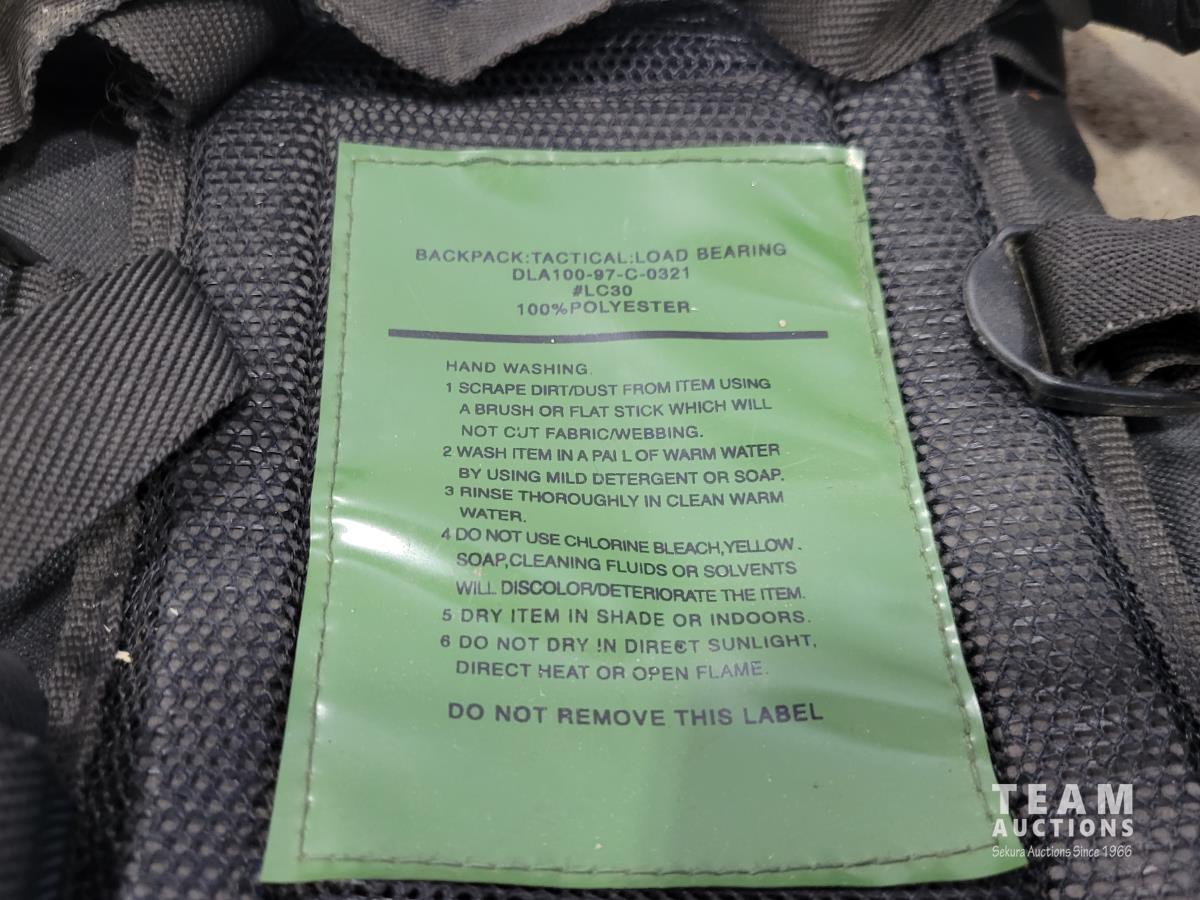 BACKPACK:TACTICAL:LOAD BEARING
DLA100-97-C-0321
#LC30
100%POLYESTER
HAND WASHING.
1 SCRAPE DIRT/DUST FROM ITEM USING
A BRUSH OR FLAT STICK WHICH WILL
NOT CUT FABRIC/WEBBING.
2 WASH ITEM IN A PAIL OF WARM WATER
BY USING MILD DETERGENT OR SOAP.
3 RINSE THOROUGHLY IN CLEAN WARM
WATER.
4 DO NOT USE CHLORINE BLEACH,YELLOW.
SOAP,CLEANING FLUIDS OR SOLVENTS
WILL DISCOLOR/DETERIORATE THE ITEM.
5 DRY ITEM IN SHADE OR INDOORS.
6 DO NOT DRY IN DIRECT SUNLIGHT,
DIRECT HEAT OR OPEN FLAME.
DO NOT REMOVE THIS LABEL
TEAM
AUCTIONS
Sekura Auctions Since 1966